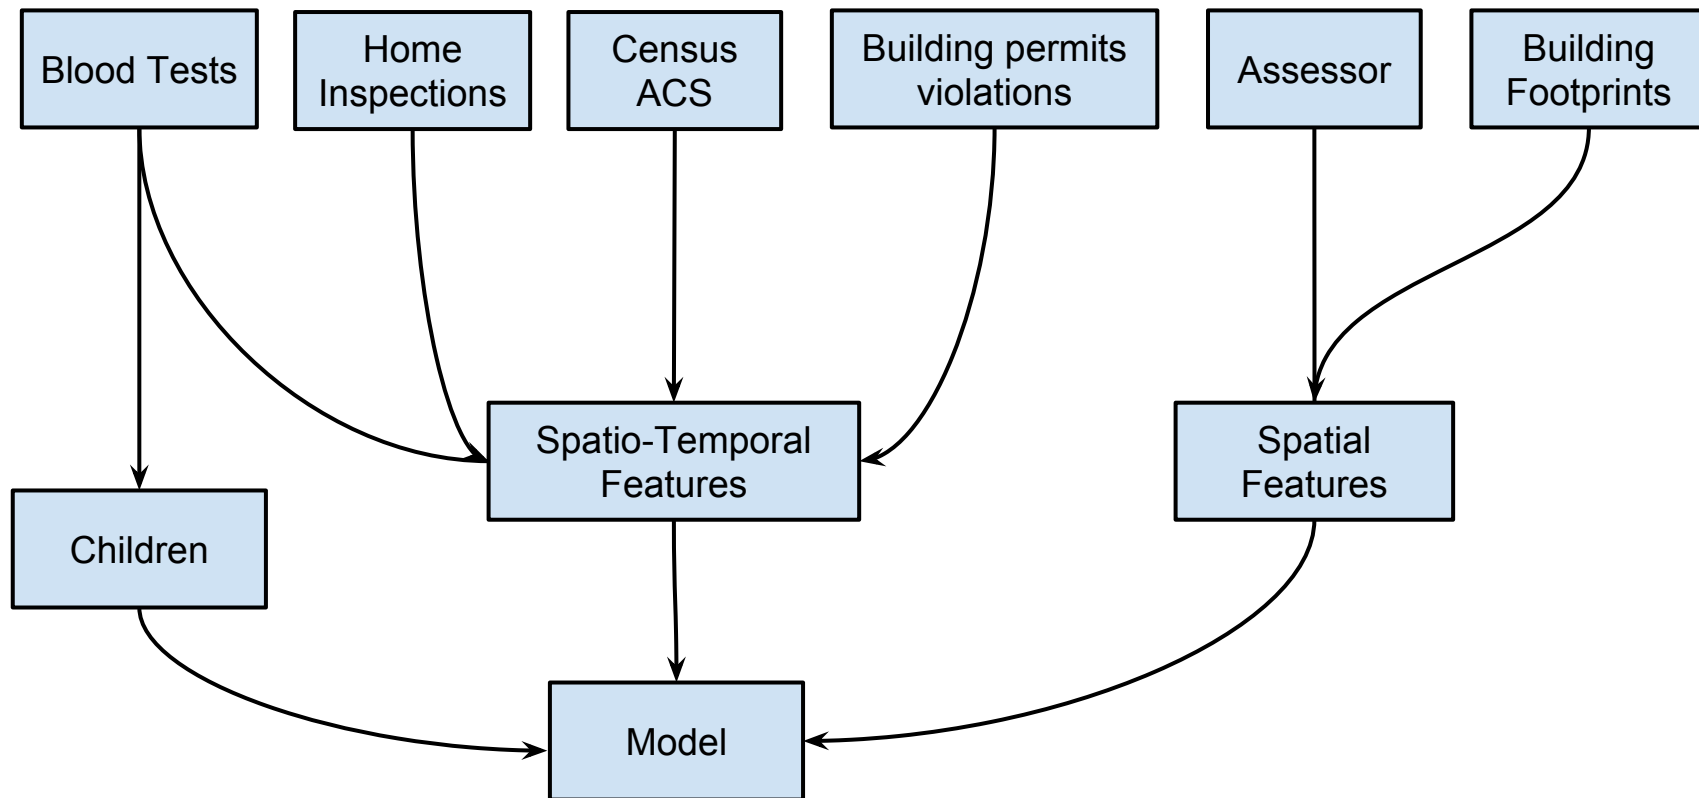 Blood Tests
Home
Inspections
Census
ACS
Building permits
violations
Assessor
Building
Footprints
Spatio-Temporal
Features
Spatial
Features
Children
Model